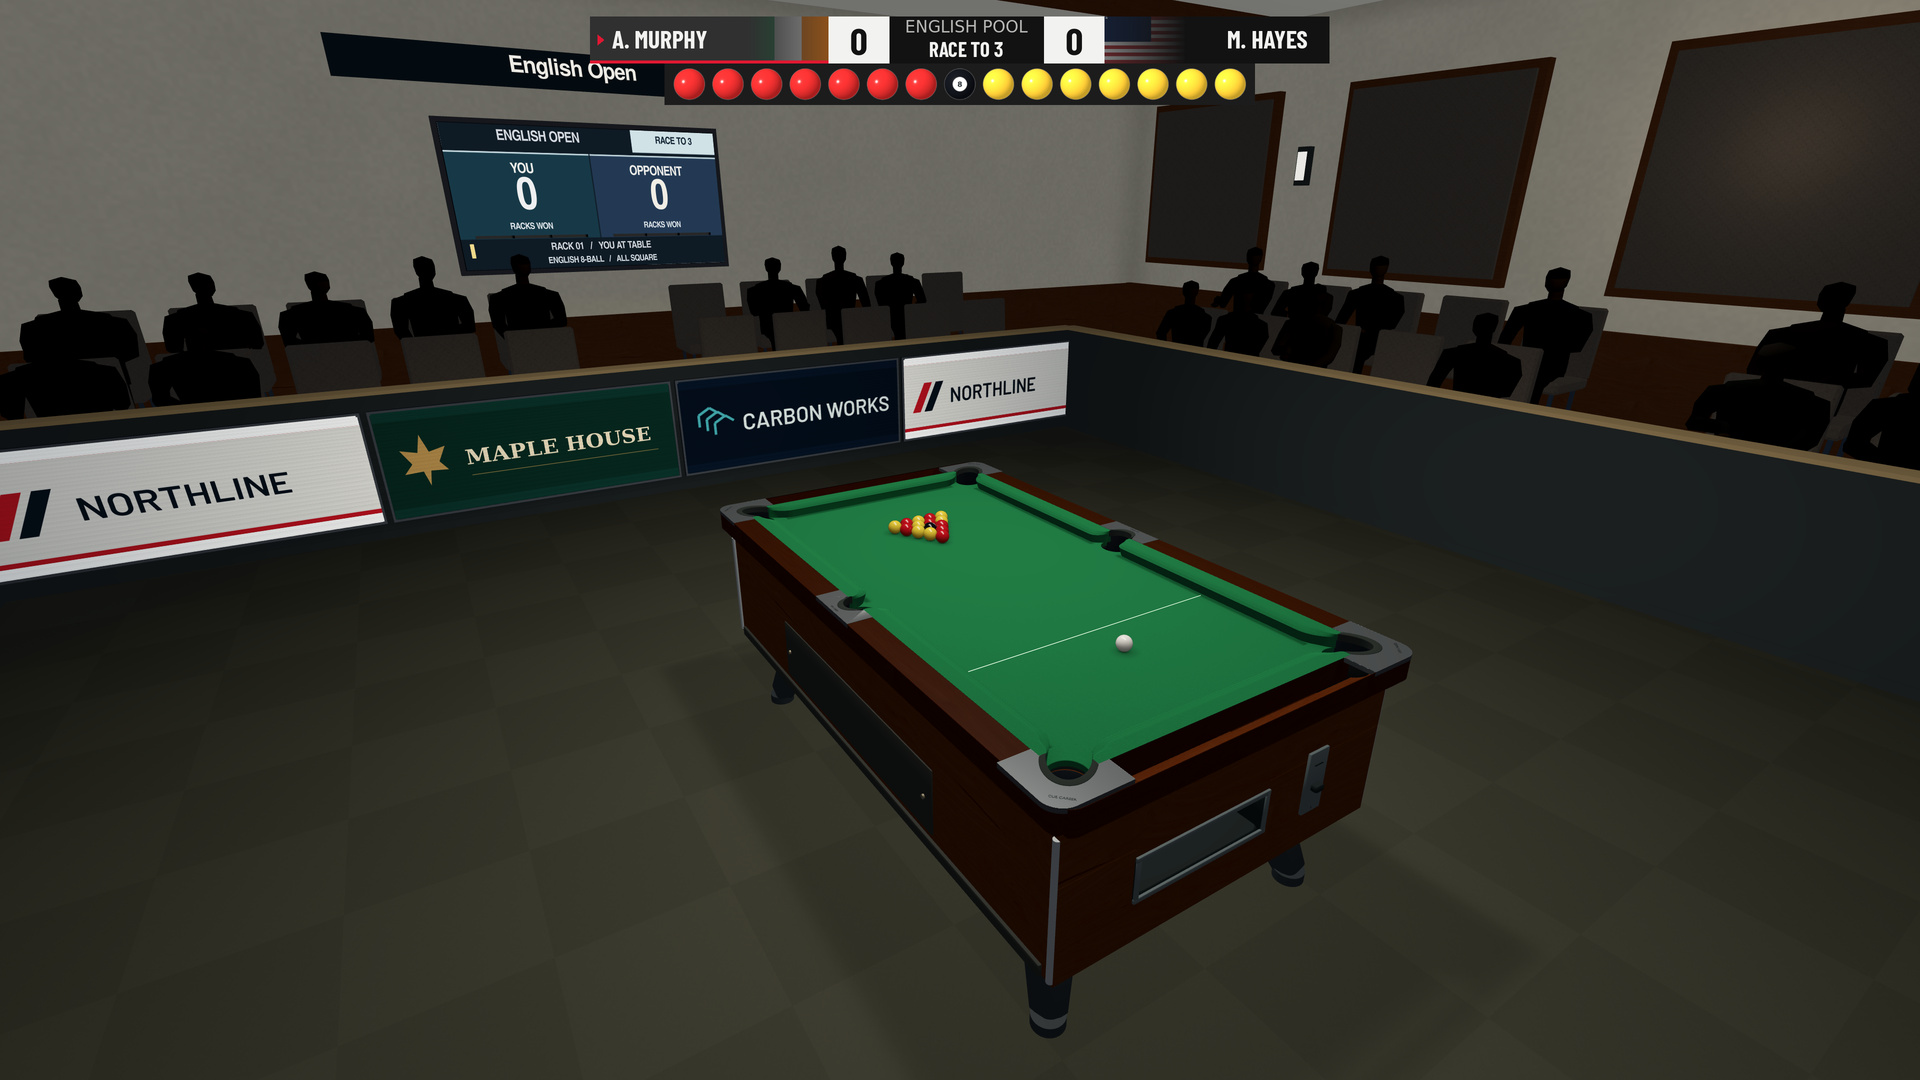 A. MURPHY
0
ENGLISH POOL
RACE TO 3
0
M. HAYES
8
English Open
ENGLISH OPEN
RACE TO 3
YOU
0
RACKS WON
OPPONENT
0
RACKS WON
RACK 01 / YOU AT TABLE
ENGLISH 8-BALL / ALL SQUARE
NORTHLINE
MAPLE HOUSE
CARBON WORKS
NORTHLINE